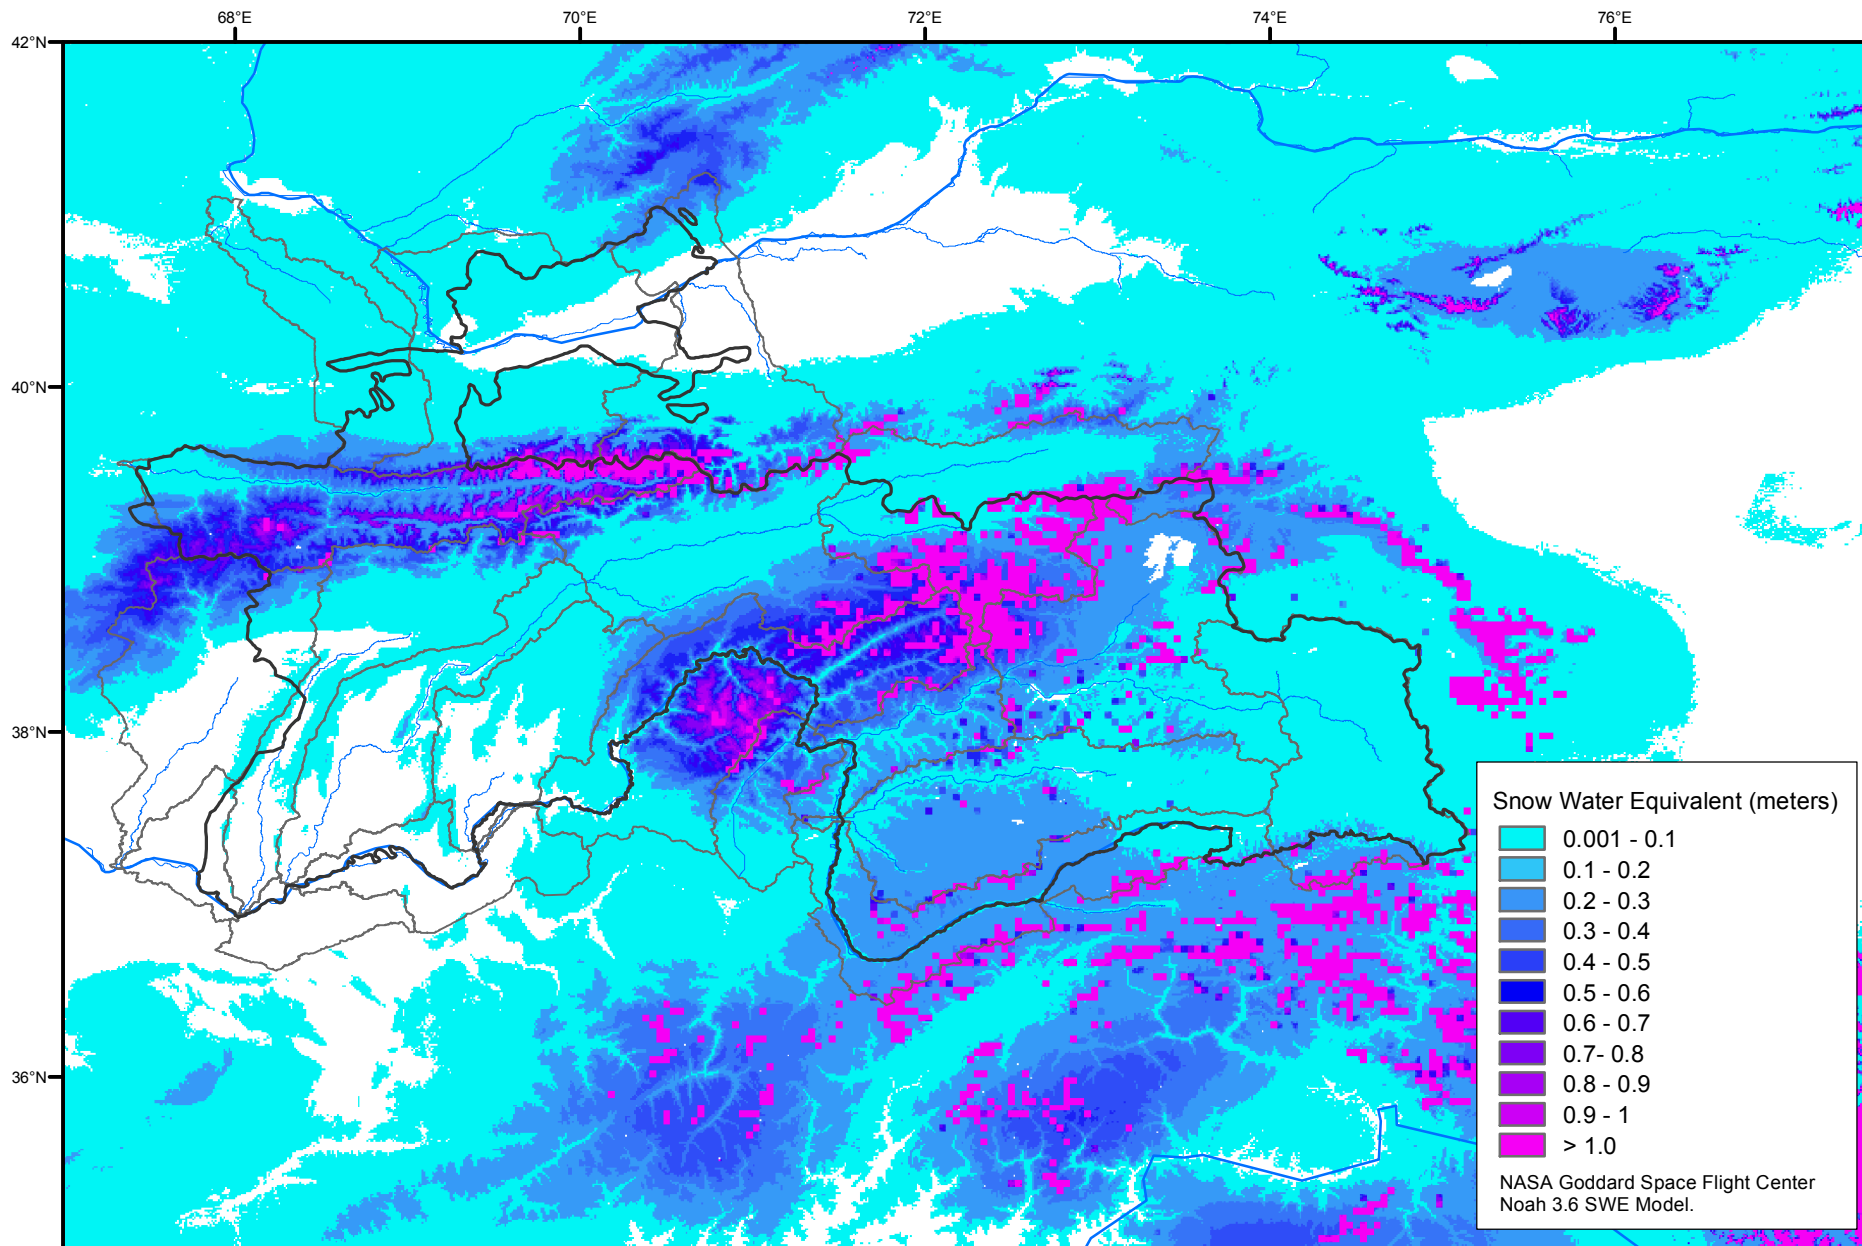 68°E 70°E 72°E 74°E 76°E
42°N
40°N
38°N
36°N
Snow Water Equivalent (meters)
0.001 - 0.1
0.1 - 0.2
0.2 - 0.3
0.3 - 0.4
0.4 - 0.5
0.5 - 0.6
0.6 - 0.7
0.7- 0.8
0.8 - 0.9
0.9 - 1
> 1.0
NASA Goddard Space Flight Center
Noah 3.6 SWE Model.